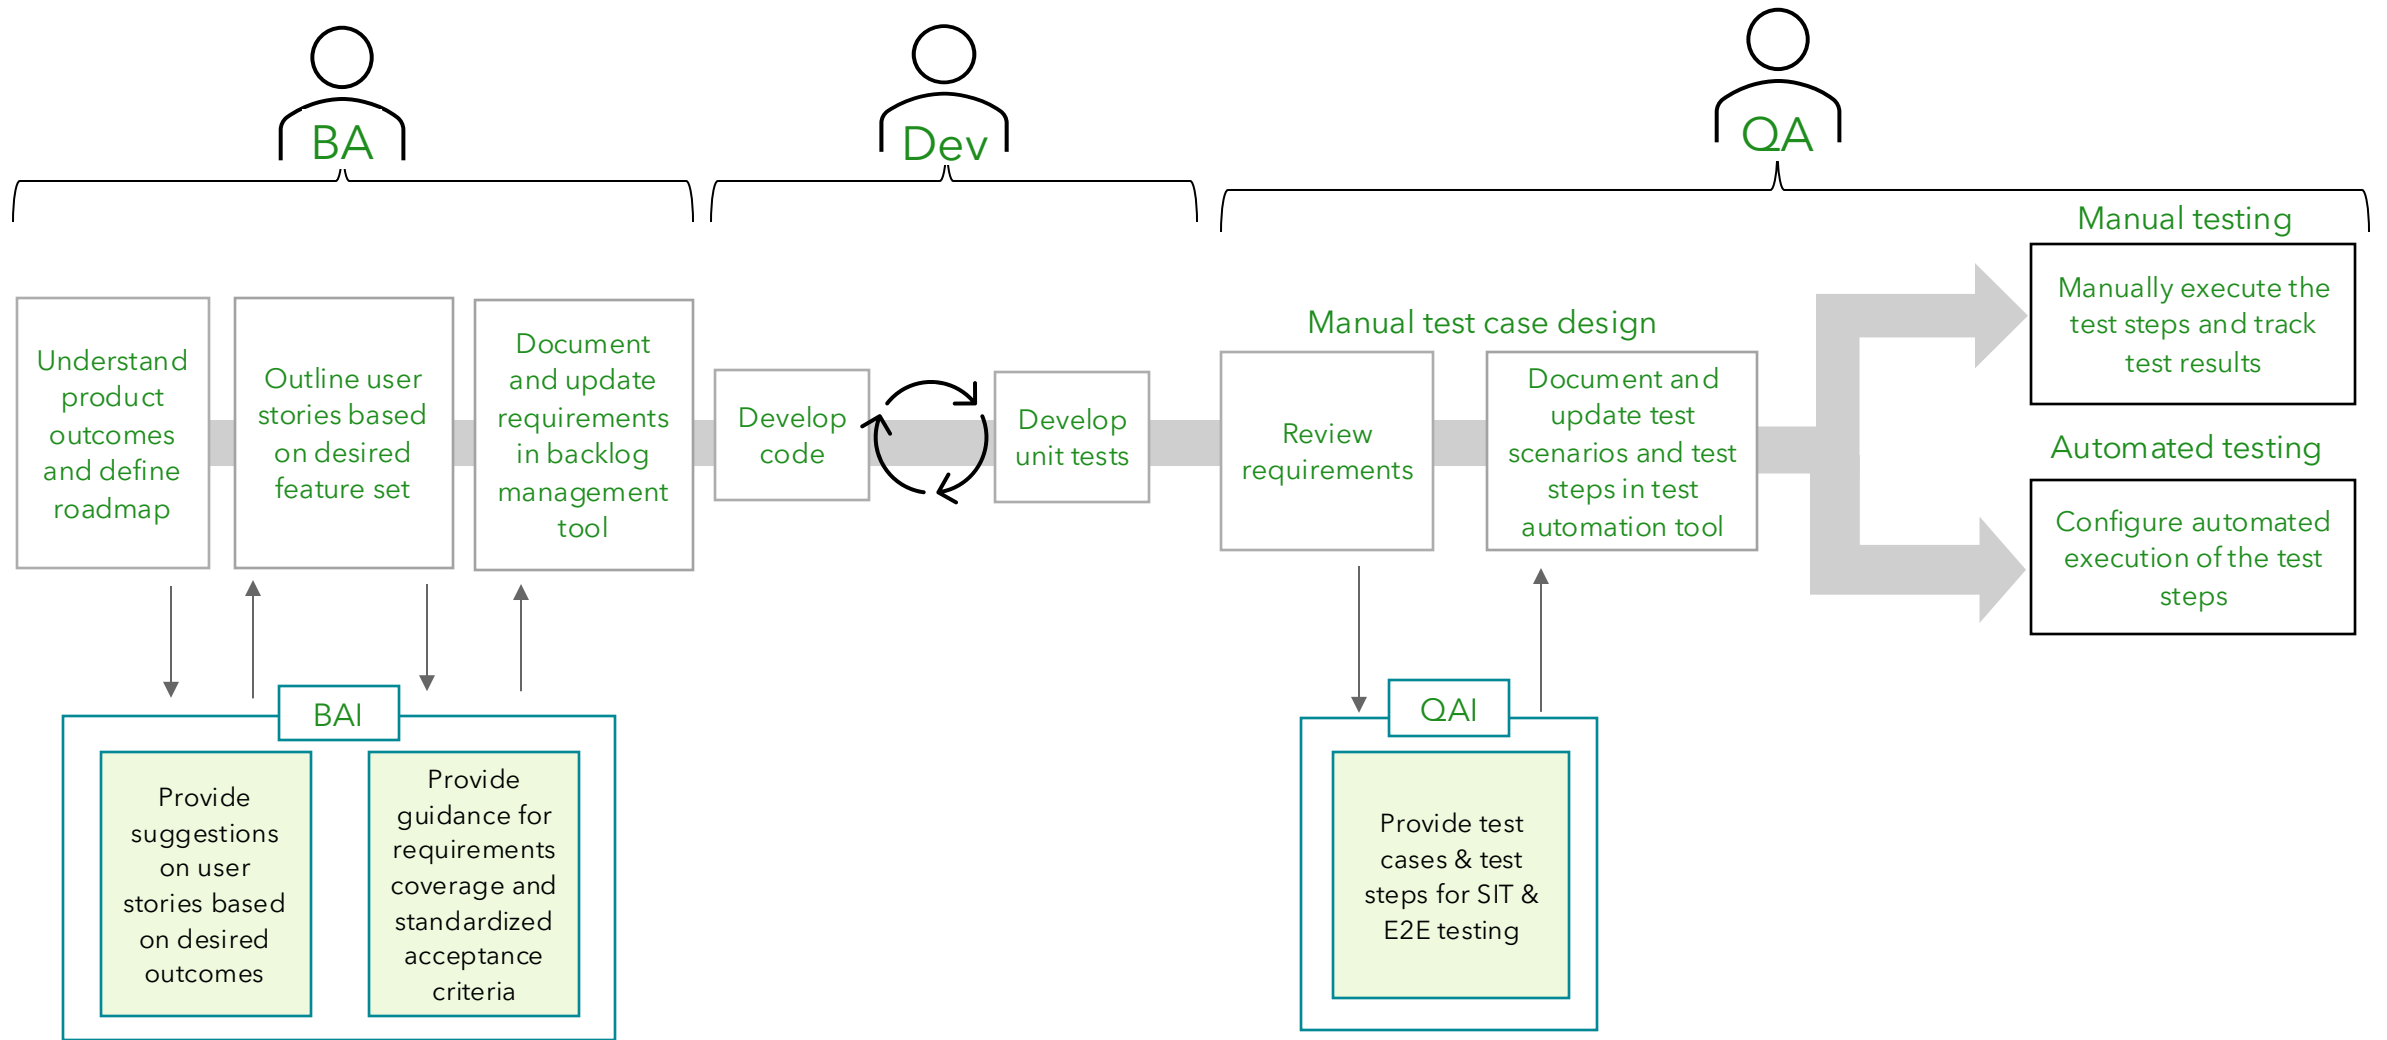 BA
Dev
QA
Understand
product
outcomes
and define
roadmap
Outline user
stories based
on desired
feature set
Document
and update
requirements
in backlog
management
tool
Develop
code
Develop
unit tests
Manual test case design
Review
requirements
Document and
update test
scenarios and test
steps in test
automation tool
Manual testing
Manually execute the
test steps and track
test results
Automated testing
Configure automated
execution of the test
steps
BAI
Provide
suggestions
on user
stories based
on desired
outcomes
Provide
guidance for
requirements
coverage and
standardized
acceptance
criteria
QAI
Provide test
cases & test
steps for SIT &
E2E testing